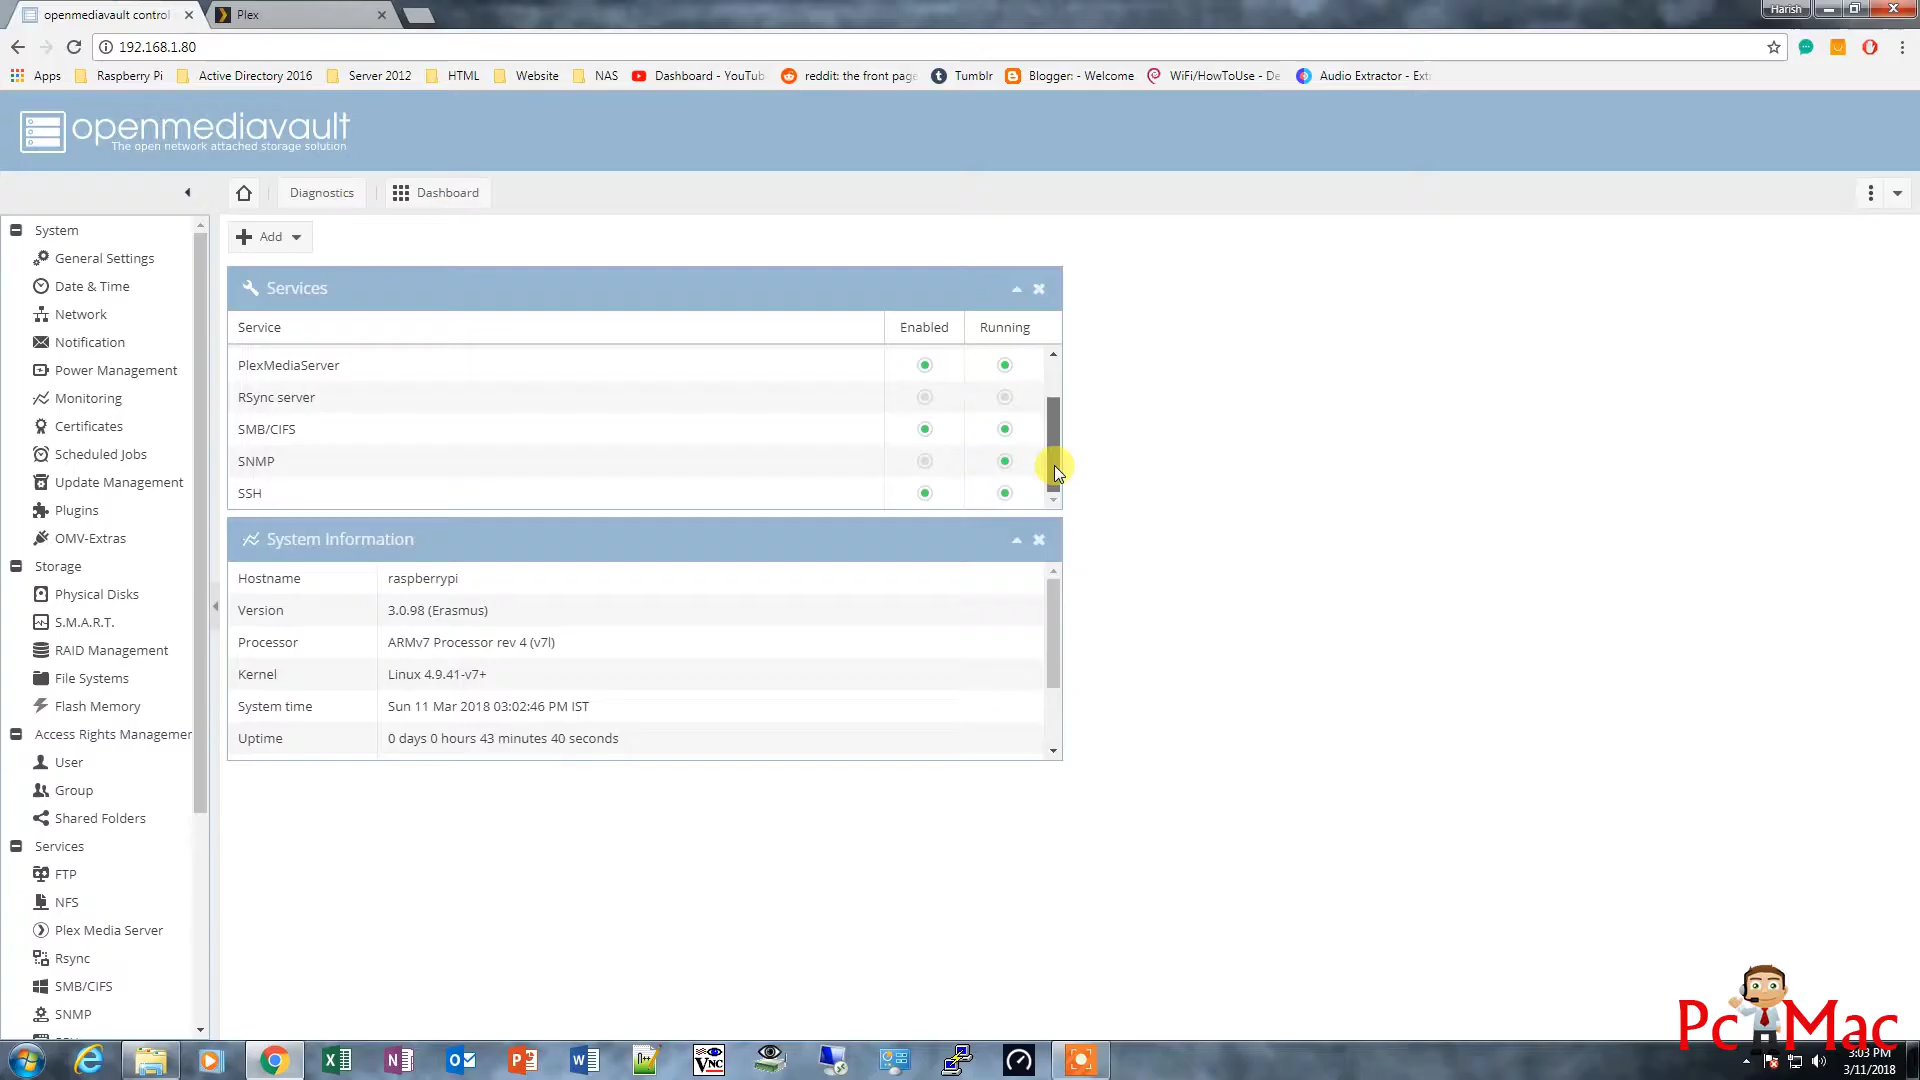 openmediavault control
Plex
Harish
192.168.1.80
Apps
Raspberry Pi
Active Directory 2016
Server 2012
HTML
Website
NAS
Dashboard - YouTub
reddit: the front page
Tumblr
Blogger: - Welcome
WiFi/HowToUse - De
Audio Extractor - Ext
openmediavault
The open network attached storage solution
Diagnostics
Dashboard
Add
System
General Settings
Date & Time
Network
Notification
Power Management
Monitoring
Certificates
Scheduled Jobs
Update Management
Plugins
OMV-Extras
Storage
Physical Disks
S.M.A.R.T.
RAID Management
File Systems
Flash Memory
Access Rights Managemen
User
Group
Shared Folders
Services
FTP
NFS
Plex Media Server
Rsync
SMB/CIFS
SNMP
Services
Service Enabled Running
PlexMediaServer
RSync server
SMB/CIFS
SNMP
SSH
System Information
Hostname raspberrypi
Version 3.0.98 (Erasmus)
Processor ARMv7 Processor rev 4 (v7l)
Kernel Linux 4.9.41-v7+
System time Sun 11 Mar 2018 03:02:46 PM IST
Uptime 0 days 0 hours 43 minutes 40 seconds
Pc Mac
3:03 PM
3/11/2018